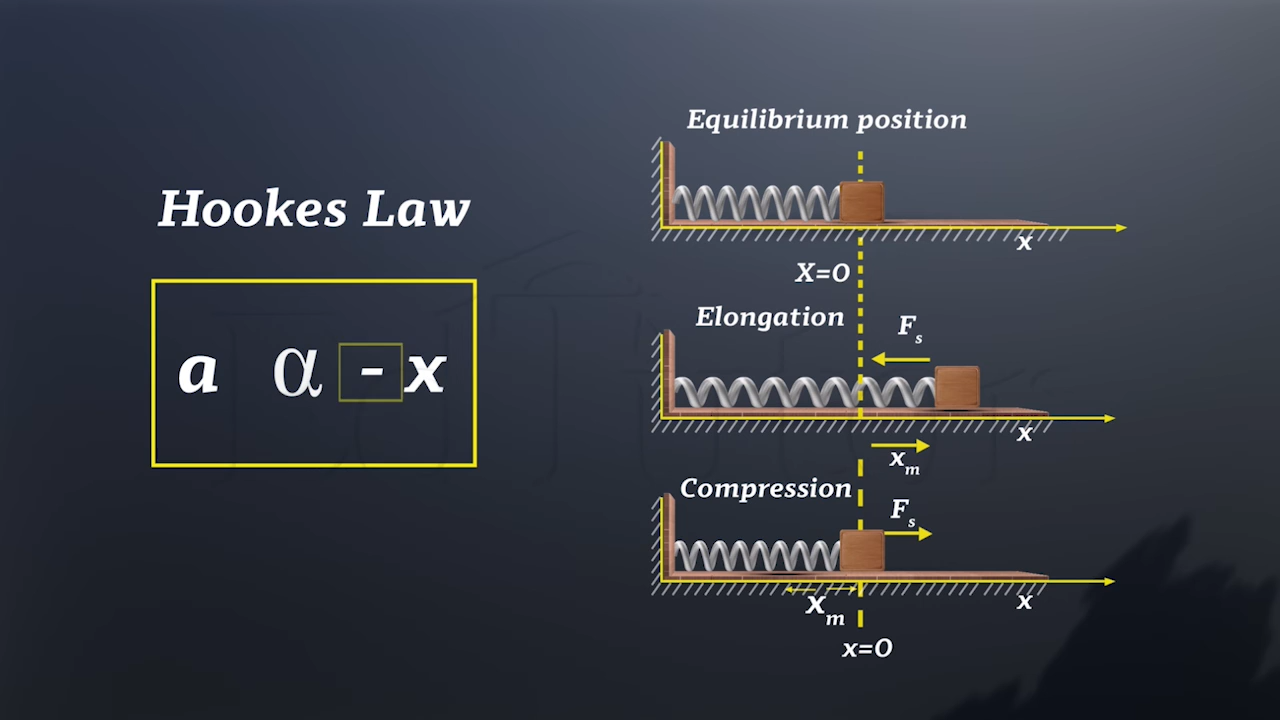 Hookes Law
a α - x
Equilibrium position
x
X=0
Elongation
Fs
x
xm
Compression
Fs
xm
x
x=0